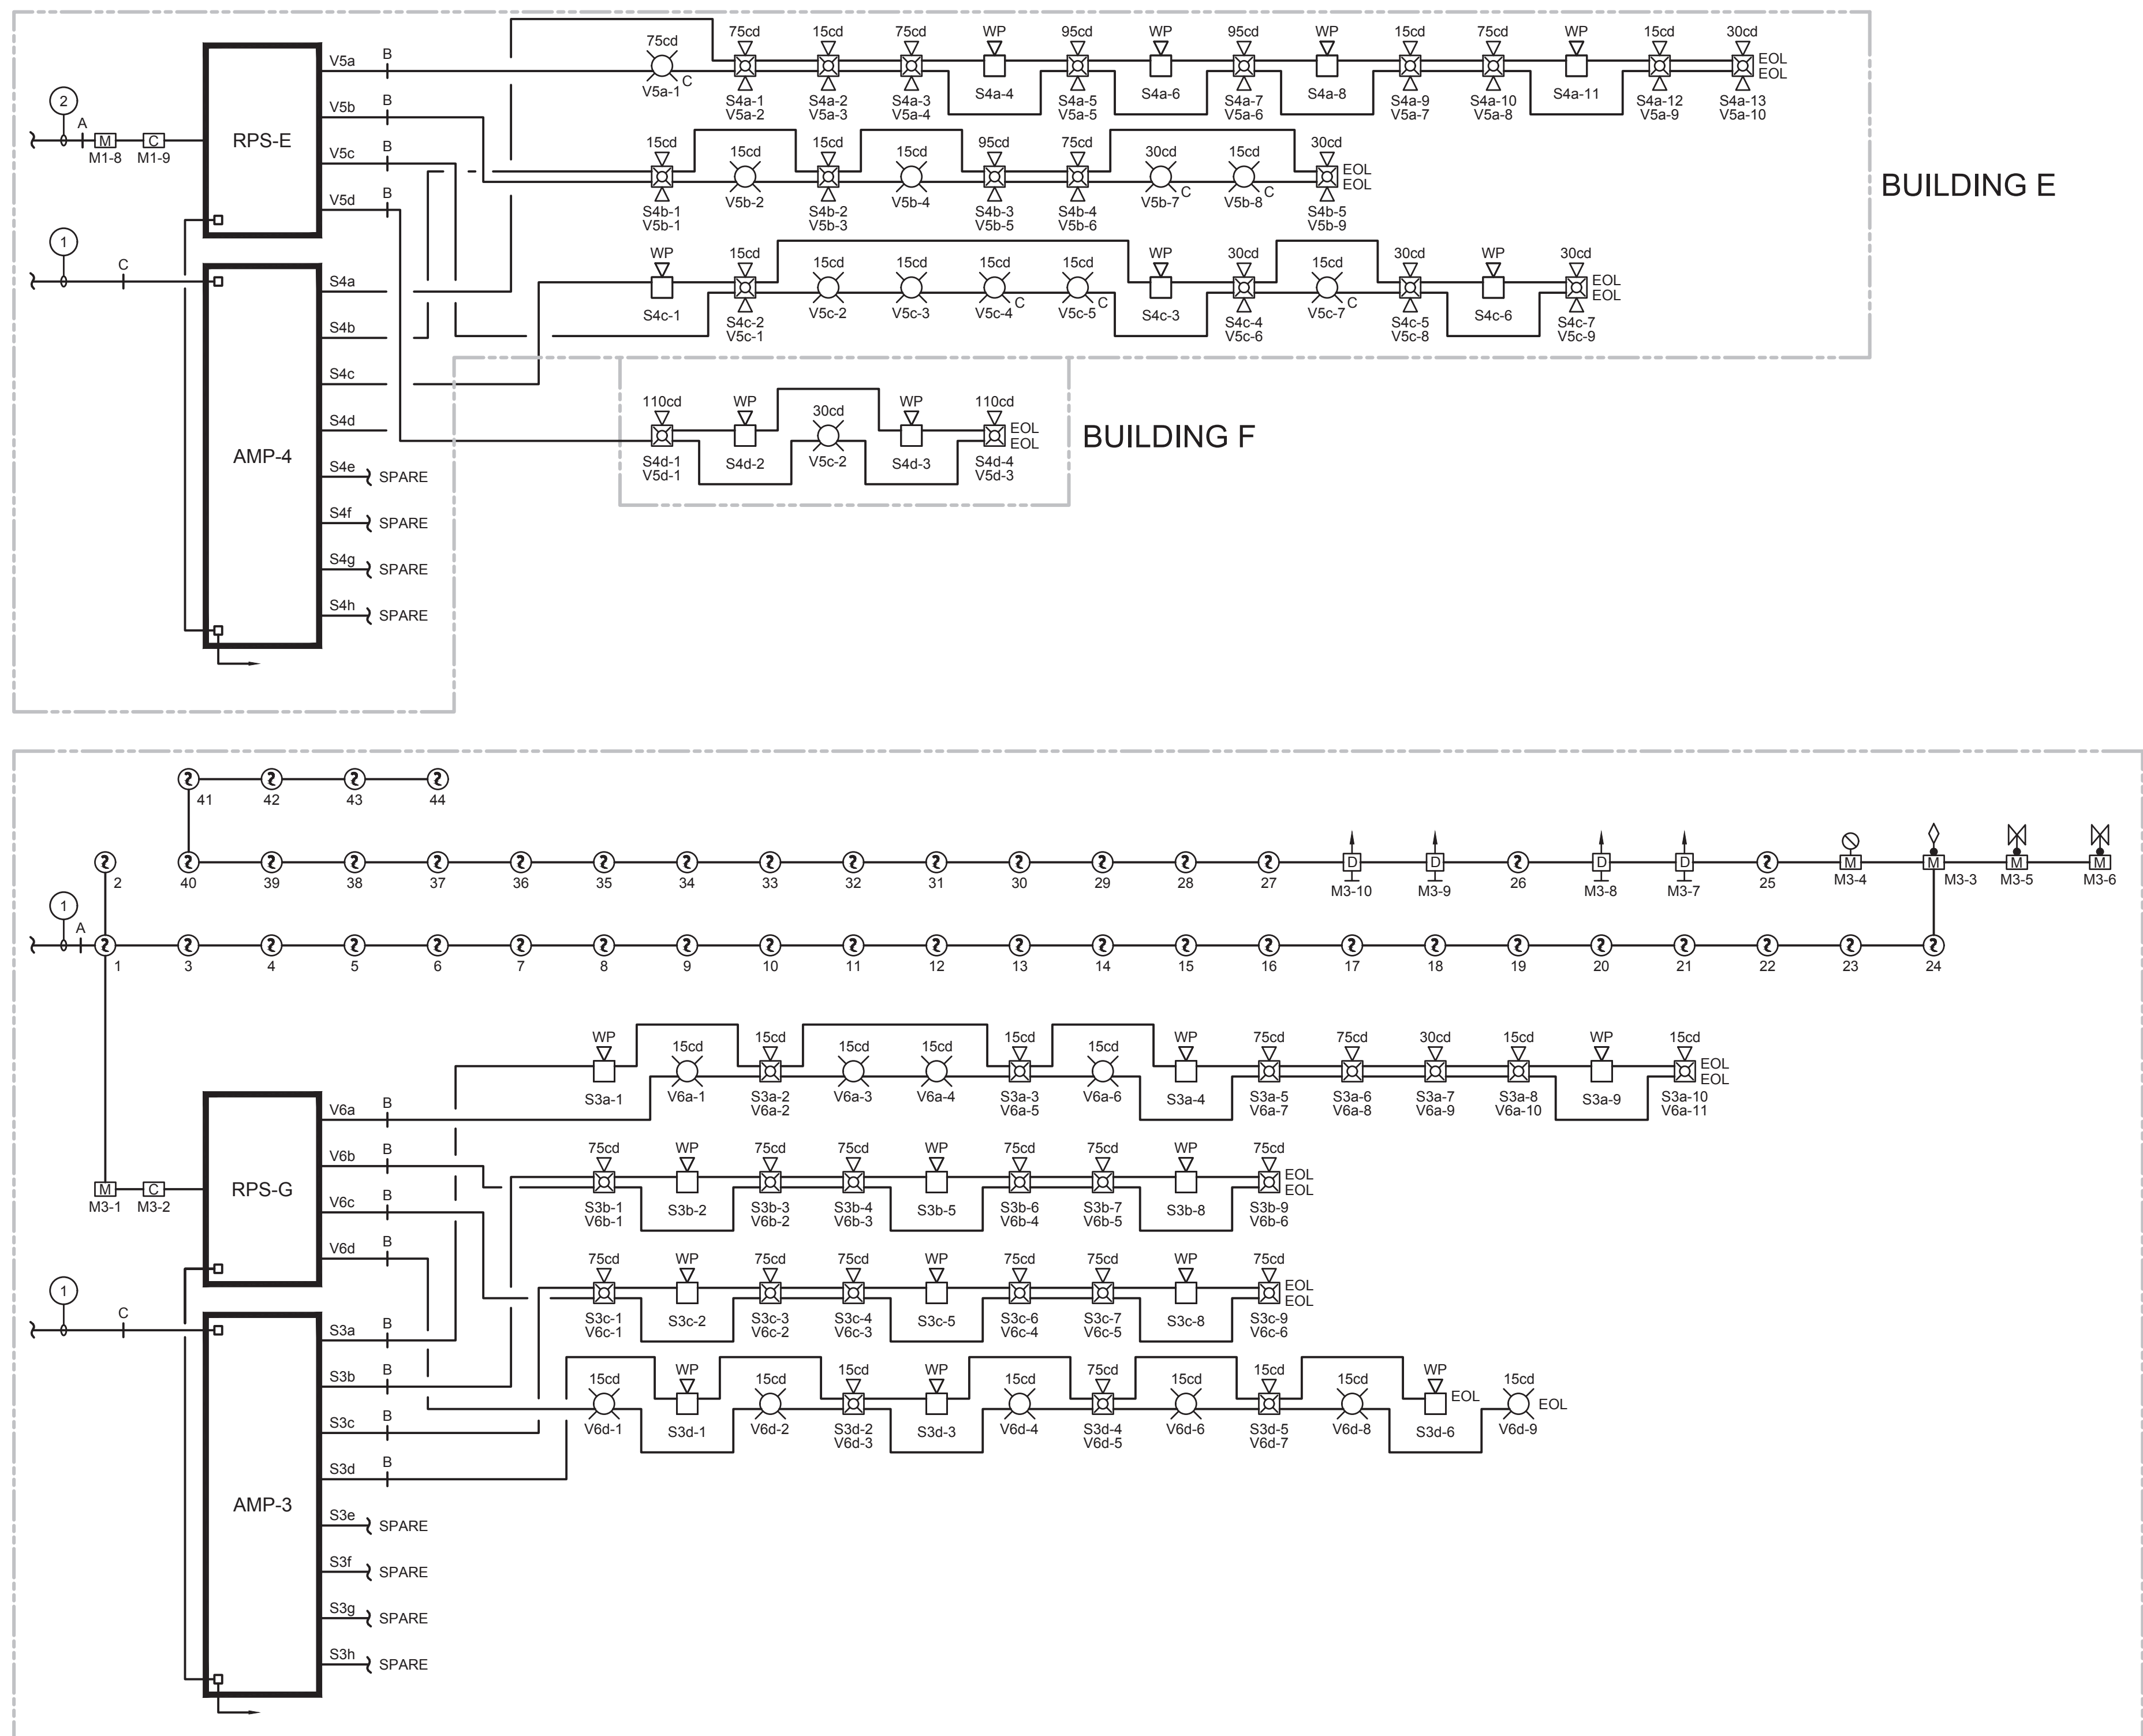 75cd 75cd 15cd 75cd WP 95cd WP 95cd WP 15cd 75cd WP 15cd 30cd
V5a B C EOL
EOL
V5a-1 S4a-1 S4a-2 S4a-3 S4a-4 S4a-5 S4a-6 S4a-7 S4a-8 S4a-9 S4a-10 S4a-11 S4a-12 S4a-13
V5a-2 V5a-3 V5a-4 V5a-5 V5a-6 V5a-7 V5a-8 V5a-9 V5a-10
2 A M C RPS-E
M1-8 M1-9
V5b B
15cd 15cd 15cd 15cd 95cd 75cd 30cd 15cd 30cd
V5c B C C EOL
EOL
S4b-1 V5b-2 S4b-2 V5b-4 S4b-3 S4b-4 V5b-7 V5b-8 S4b-5
V5b-1 V5b-3 V5b-5 V5b-6 V5b-9
V5d B
BUILDING E
1 C
WP 15cd 15cd 15cd 15cd 15cd WP 30cd 15cd 30cd WP 30cd
S4a C C C EOL
EOL
S4c-1 S4c-2 V5c-2 V5c-3 V5c-4 V5c-5 S4c-3 S4c-4 V5c-7 S4c-5 S4c-6 S4c-7
V5c-1 V5c-6 V5c-8 V5c-9
S4b
S4c
110cd WP 30cd WP 110cd
S4d EOL
EOL
S4d-1 S4d-2 V5c-2 S4d-3 S4d-4
V5d-1 V5d-3
BUILDING F
AMP-4
S4e SPARE
S4f SPARE
S4g SPARE
S4h SPARE
41 42 43 44
D D D D M M M M
2 40 39 38 37 36 35 34 33 32 31 30 29 28 27 M3-10 M3-9 26 M3-8 M3-7 25 M3-4 M3-3 M3-5 M3-6
1 A
1 3 4 5 6 7 8 9 10 11 12 13 14 15 16 17 18 19 20 21 22 23 24
WP 15cd 15cd 15cd 15cd 15cd 15cd WP 75cd 75cd 30cd 15cd WP 15cd
EOL
EOL
S3a-1 V6a-1 S3a-2 V6a-3 V6a-4 S3a-3 V6a-6 S3a-4 S3a-5 S3a-6 S3a-7 S3a-8 S3a-9 S3a-10
V6a-2 V6a-5 V6a-7 V6a-8 V6a-9 V6a-10 V6a-11
V6a B
V6b B
75cd WP 75cd 75cd WP 75cd 75cd WP 75cd
EOL
EOL
S3b-1 S3b-2 S3b-3 S3b-4 S3b-5 S3b-6 S3b-7 S3b-8 S3b-9
V6b-1 V6b-2 V6b-3 V6b-4 V6b-5 V6b-6
M C RPS-G
M3-1 M3-2
V6c B
V6d B
75cd WP 75cd 75cd WP 75cd 75cd WP 75cd
EOL
EOL
S3c-1 S3c-2 S3c-3 S3c-4 S3c-5 S3c-6 S3c-7 S3c-8 S3c-9
V6c-1 V6c-2 V6c-3 V6c-4 V6c-5 V6c-6
1 C
S3a B
S3b B
15cd WP 15cd 15cd WP 15cd 75cd 15cd 15cd 15cd WP 15cd
EOL EOL
V6d-1 S3d-1 V6d-2 S3d-2 S3d-3 V6d-4 S3d-4 V6d-6 S3d-5 V6d-8 S3d-6 V6d-9
V6d-3 V6d-5 V6d-7
S3c B
S3d B
AMP-3
S3e SPARE
S3f SPARE
S3g SPARE
S3h SPARE